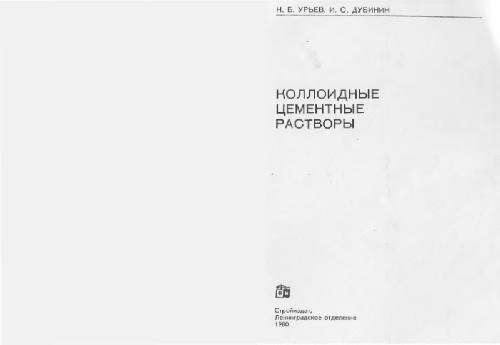 Н. Б. УРЬЕВ, И. С. ДУБИНИН
КОЛЛОИДНЫЕ
ЦЕМЕНТНЫЕ
РАСТВОРЫ
Стройиздат,
Ленинградское отделение
1980